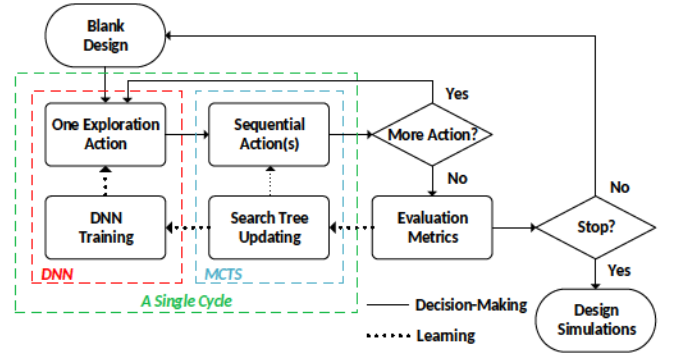 Blank
Design
Yes
One Exploration
Action
Sequential
Action(s)
More Action?
No
No
DNN
Training
Search Tree
Updating
Evaluation
Metrics
Stop?
DNN
MCTS
Yes
A Single Cycle
Decision-Making
Learning
Design
Simulations